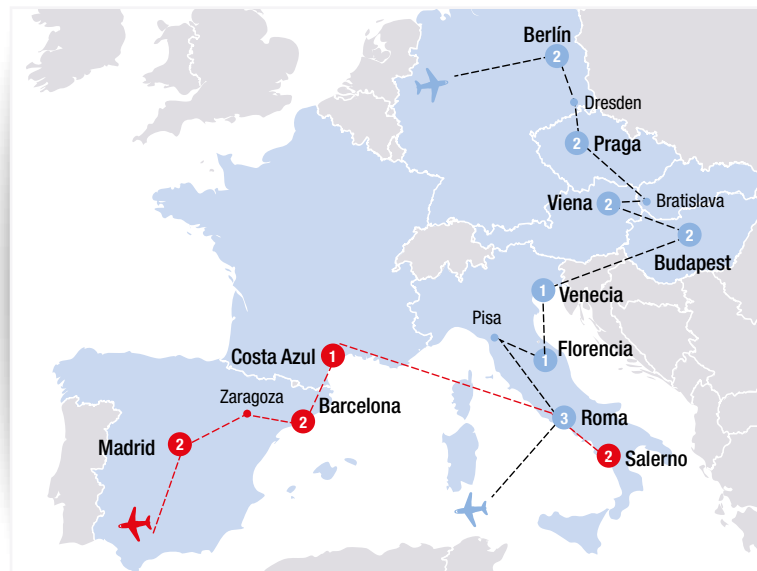 Berlín
2
Dresden
2
Praga
Viena
2
Bratislava
2
Budapest
1
Venecia
Pisa
1
Florencia
Costa Azul
1
Zaragoza
Barcelona
2
3
Roma
Madrid
2
2
Salerno